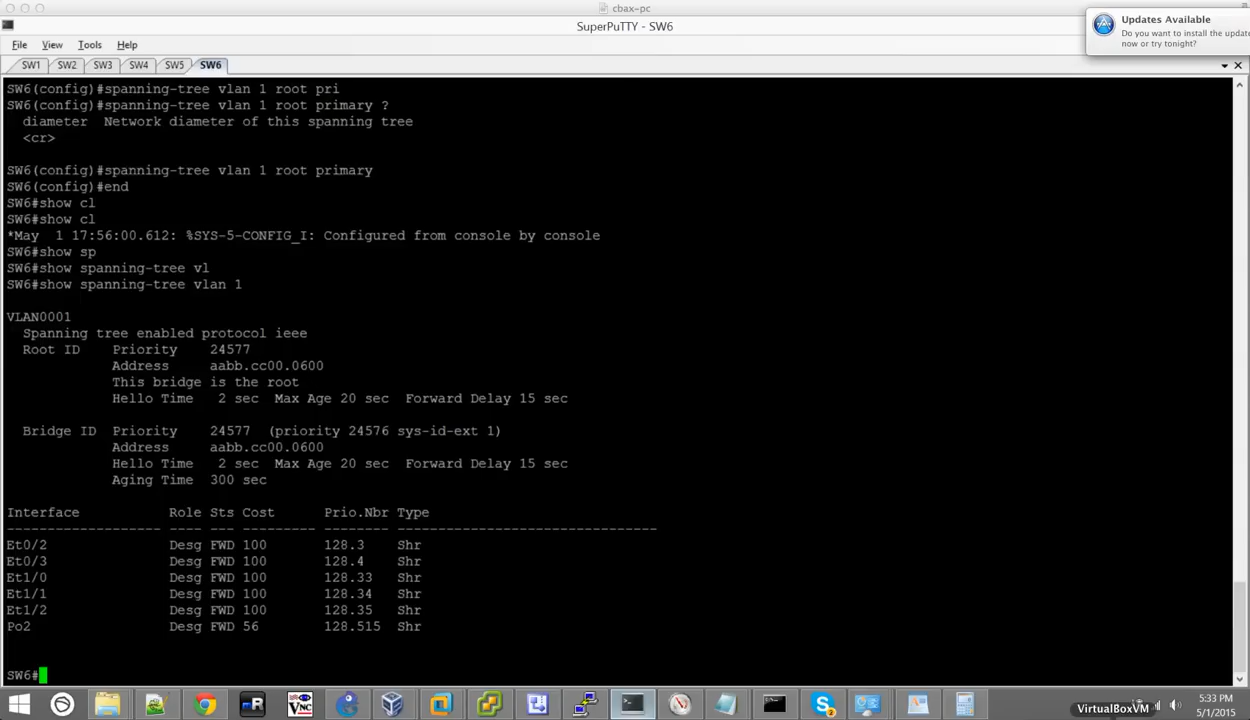 cbax-pc
SuperPuTTY - SW6
Updates Available
Do you want to install the update
now or try tonight?
File View Tools Help
SW1 SW2 SW3 SW4 SW5 SW6
SW6(config)#spanning-tree vlan 1 root pri
SW6(config)#spanning-tree vlan 1 root primary ?
diameter Network diameter of this spanning tree
<cr>
SW6(config)#spanning-tree vlan 1 root primary
SW6(config)#end
SW6#show cl
SW6#show cl
*May 1 17:56:00.612: %SYS-5-CONFIG_I: Configured from console by console
SW6#show sp
SW6#show spanning-tree vl
SW6#show spanning-tree vlan 1
VLAN0001
Spanning tree enabled protocol ieee
Root ID Priority 24577
Address aabb.cc00.0600
This bridge is the root
Hello Time 2 sec Max Age 20 sec Forward Delay 15 sec
Bridge ID Priority 24577 (priority 24576 sys-id-ext 1)
Address aabb.cc00.0600
Hello Time 2 sec Max Age 20 sec Forward Delay 15 sec
Aging Time 300 sec
Interface Role Sts Cost Prio.Nbr Type
------------------- ---- --- --------- -------- --------------------------------
Et0/2 Desg FWD 100 128.3 Shr
Et0/3 Desg FWD 100 128.4 Shr
Et1/0 Desg FWD 100 128.33 Shr
Et1/1 Desg FWD 100 128.34 Shr
Et1/2 Desg FWD 100 128.35 Shr
Po2 Desg FWD 56 128.515 Shr
SW6#
5:33 PM
VirtualBoxVM
5/1/2015